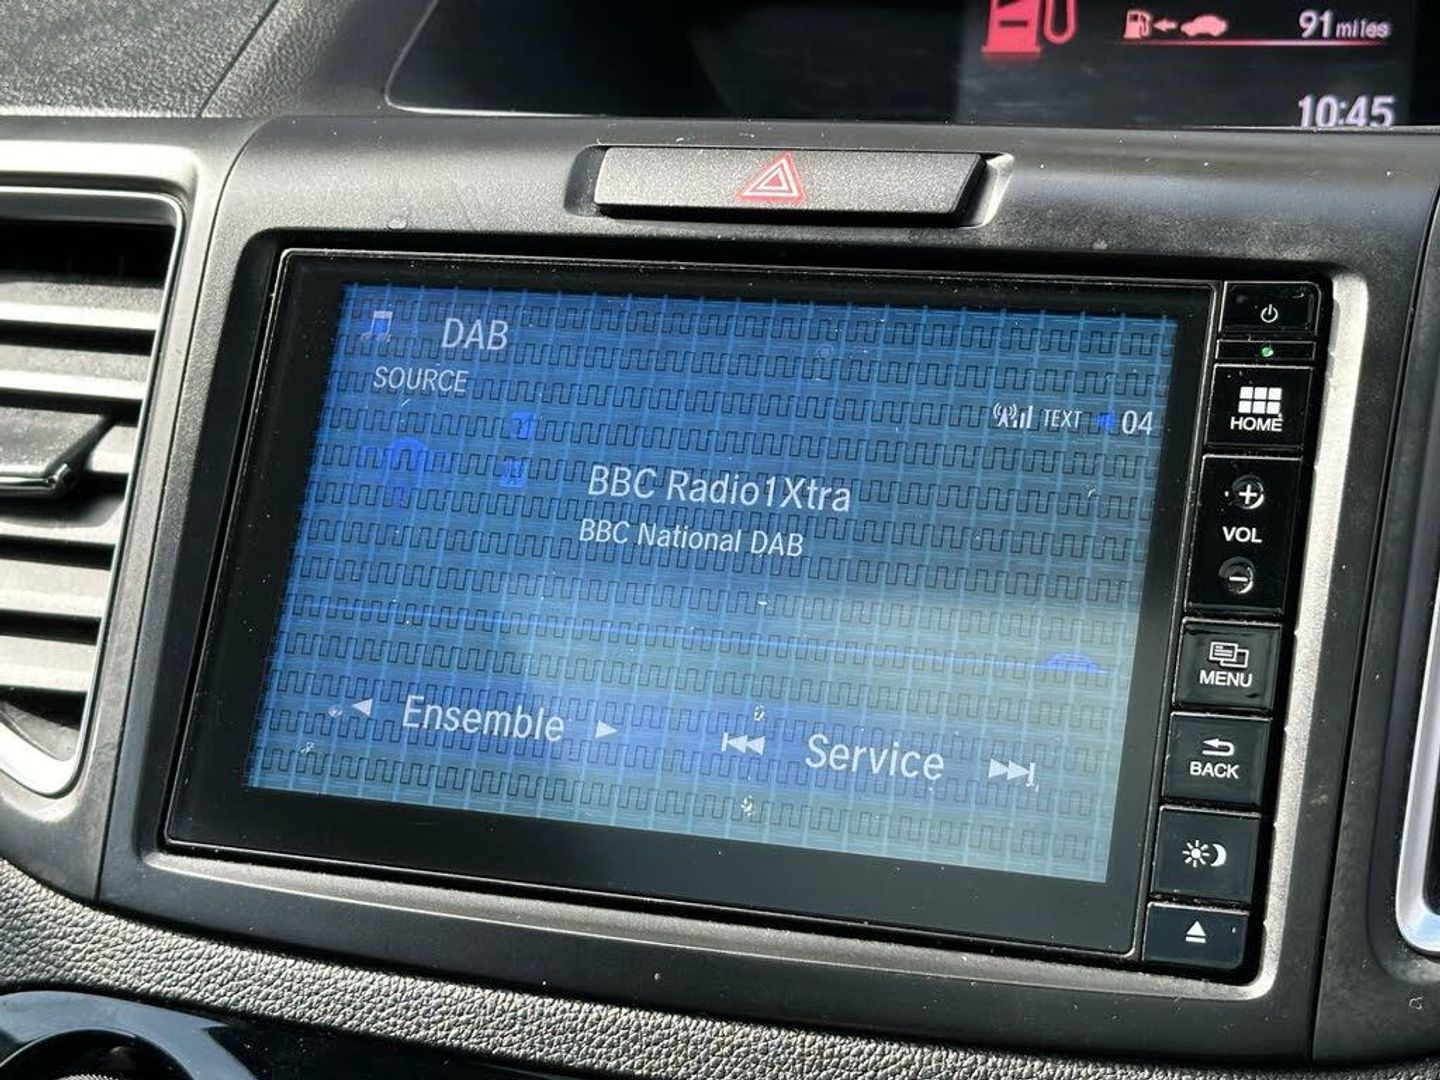 91 miles
10:45
DAB
SOURCE
TEXT 04
BBC Radio1Xtra
BBC National DAB
Ensemble
Service
HOME
VOL
MENU
BACK